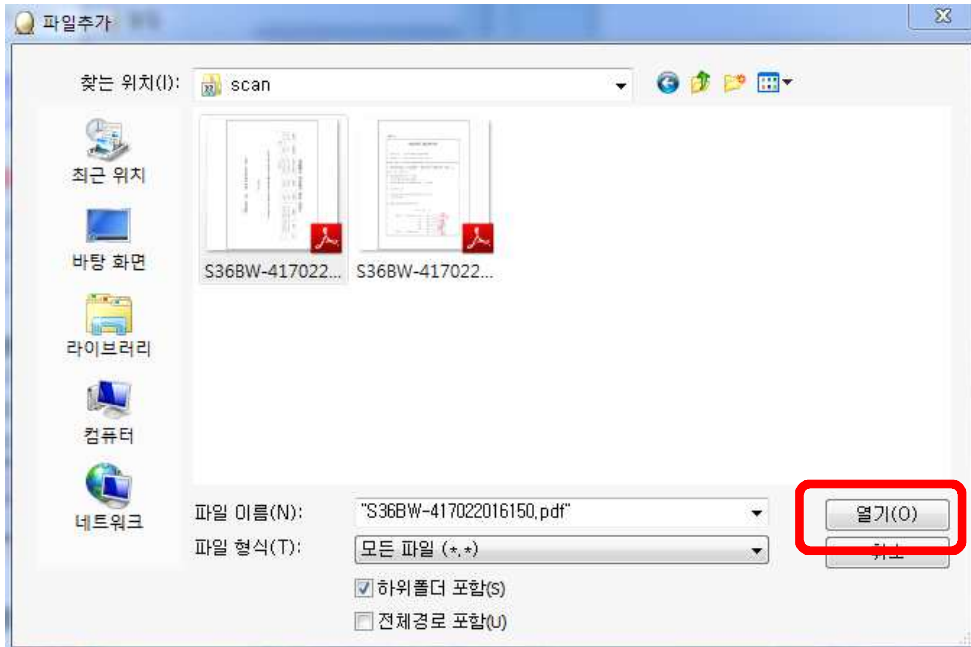 파일추가
찾는 위치(I):
scan
최근 위치
바탕 화면
라이브러리
컴퓨터
네트워크
S36BW-417022...
S36BW-417022...
파일 이름(N):
"S36BW-417022016150.pdf"
열기(O)
파일 형식(T):
모든 파일 (*.*)
취소
하위폴더 포함(S)
전체경로 포함(U)